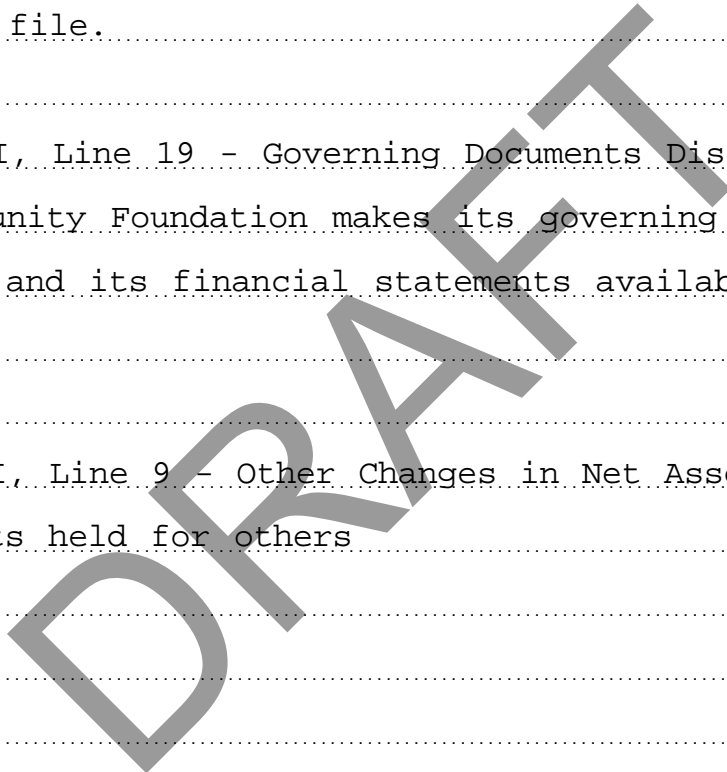 file.
I, Line 19 - Governing Documents Dis
unity Foundation makes its governing
and its financial statements availab
I, Line 9 - Other Changes in Net Asse
ts held for others
DRAFT